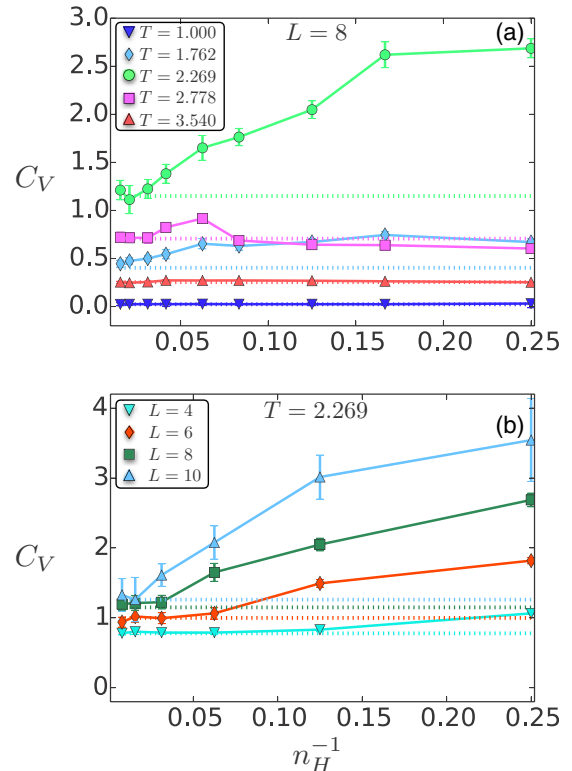 (a)
L = 8
T = 1.000
T = 1.762
T = 2.269
T = 2.778
T = 3.540
3.0
2.5
2.0
1.5
1.0
0.5
0.0
C_V
0.05 0.10 0.15 0.20 0.25
(b)
T = 2.269
L = 4
L = 6
L = 8
L = 10
4
3
2
1
0
C_V
0.05 0.10 0.15 0.20 0.25
n_H^{-1}